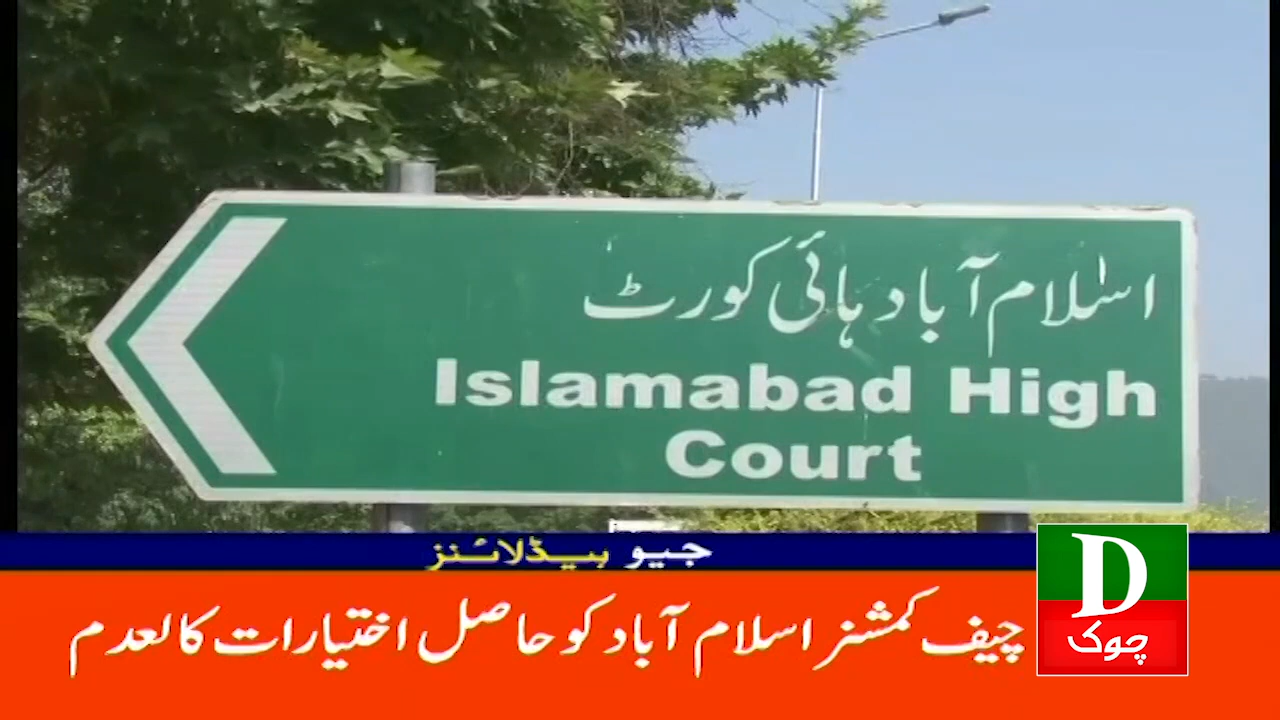 اسلام آباد ہائی کورٹ
Islamabad High
Court
جیو ہیڈلائنز
D
چوک
چیف کمشنر اسلام آباد کو حاصل اختیارات کالعدم